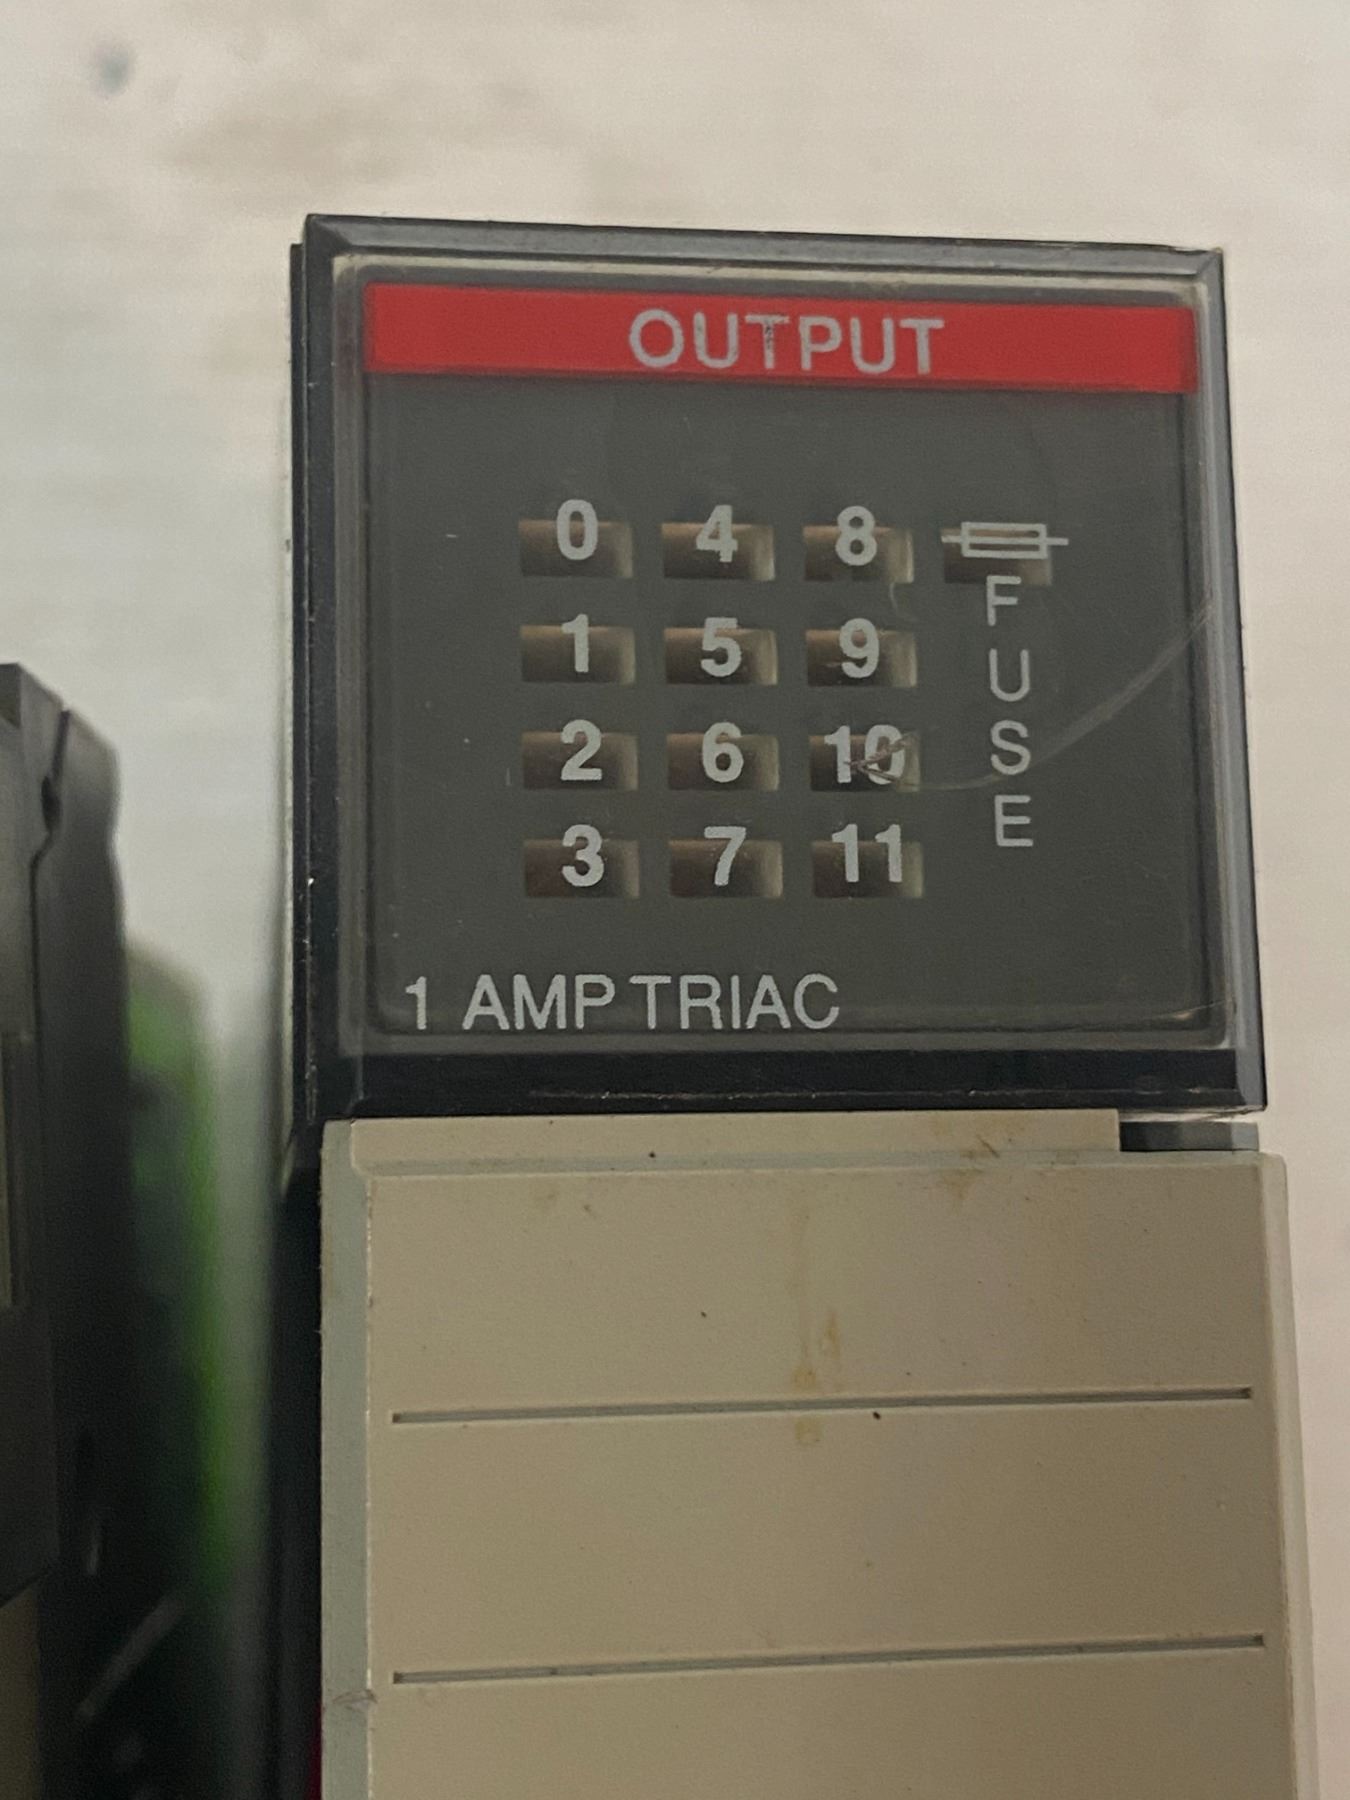 OUTPUT
0 4 8
1 5 9
2 6 10
3 7 11
FUSE
1 AMP TRIAC